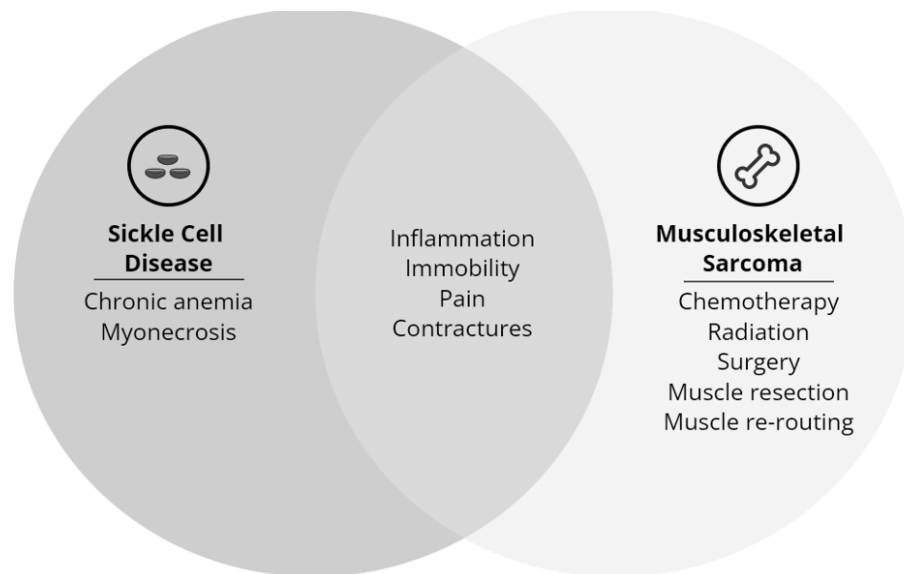 Sickle Cell
Disease
Chronic anemia
Myonecrosis
Inflammation
Immobility
Pain
Contractures
Musculoskeletal
Sarcoma
Chemotherapy
Radiation
Surgery
Muscle resection
Muscle re-routing